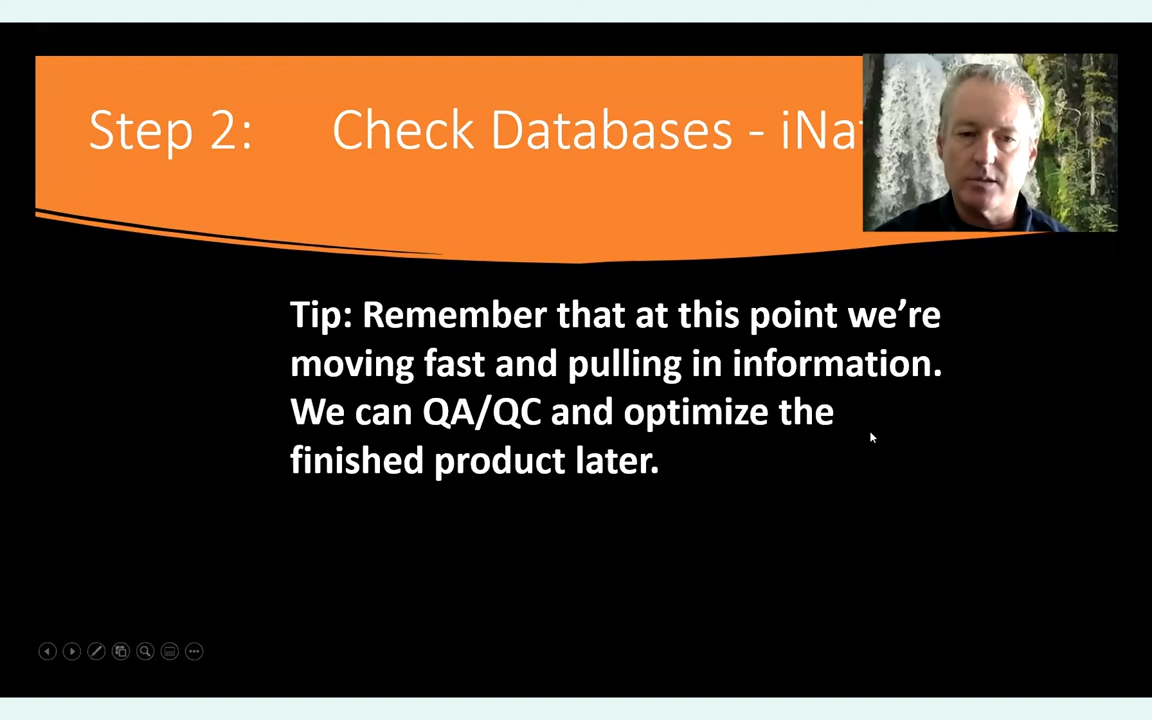 Step 2: Check Databases - iNat
Tip: Remember that at this point we’re
moving fast and pulling in information.
We can QA/QC and optimize the
finished product later.